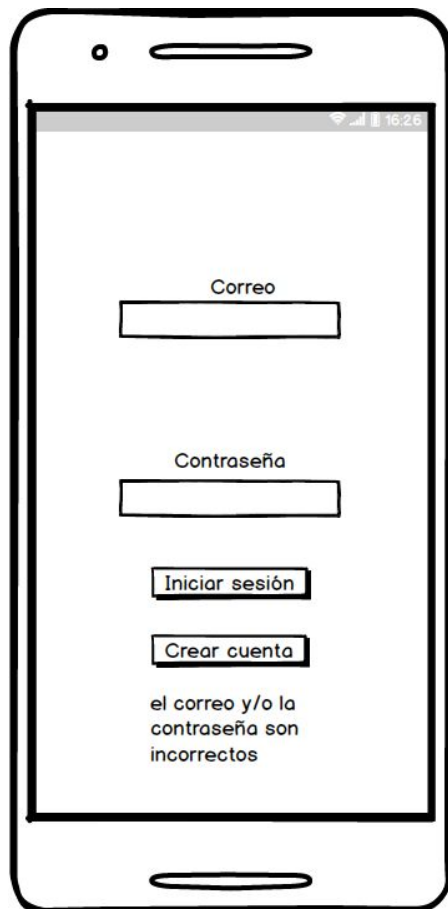 16:26
Correo
Contraseña
Iniciar sesión
Crear cuenta
el correo y/o la
contraseña son
incorrectos